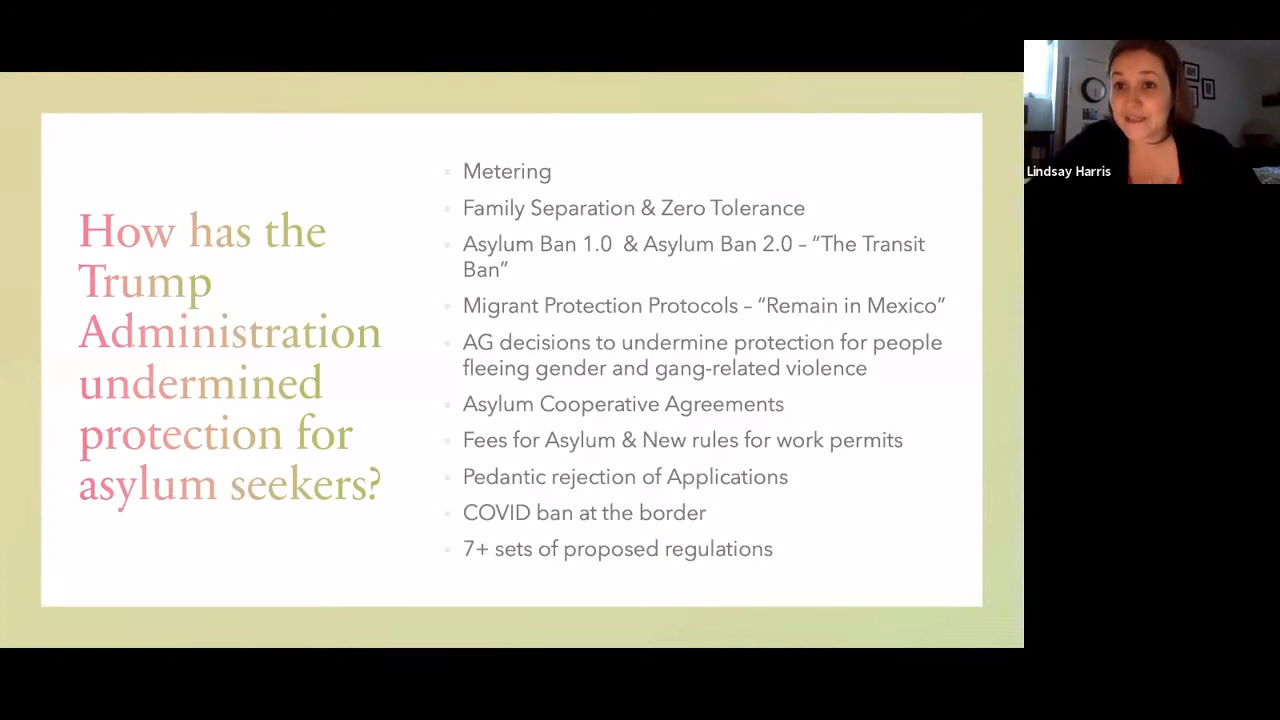 How has the
Trump
Administration
undermined
protection for
asylum seekers?
Metering
Family Separation & Zero Tolerance
Asylum Ban 1.0 & Asylum Ban 2.0 – “The Transit
Ban”
Migrant Protection Protocols – “Remain in Mexico”
AG decisions to undermine protection for people
fleeing gender and gang-related violence
Asylum Cooperative Agreements
Fees for Asylum & New rules for work permits
Pedantic rejection of Applications
COVID ban at the border
7+ sets of proposed regulations
Lindsay Harris